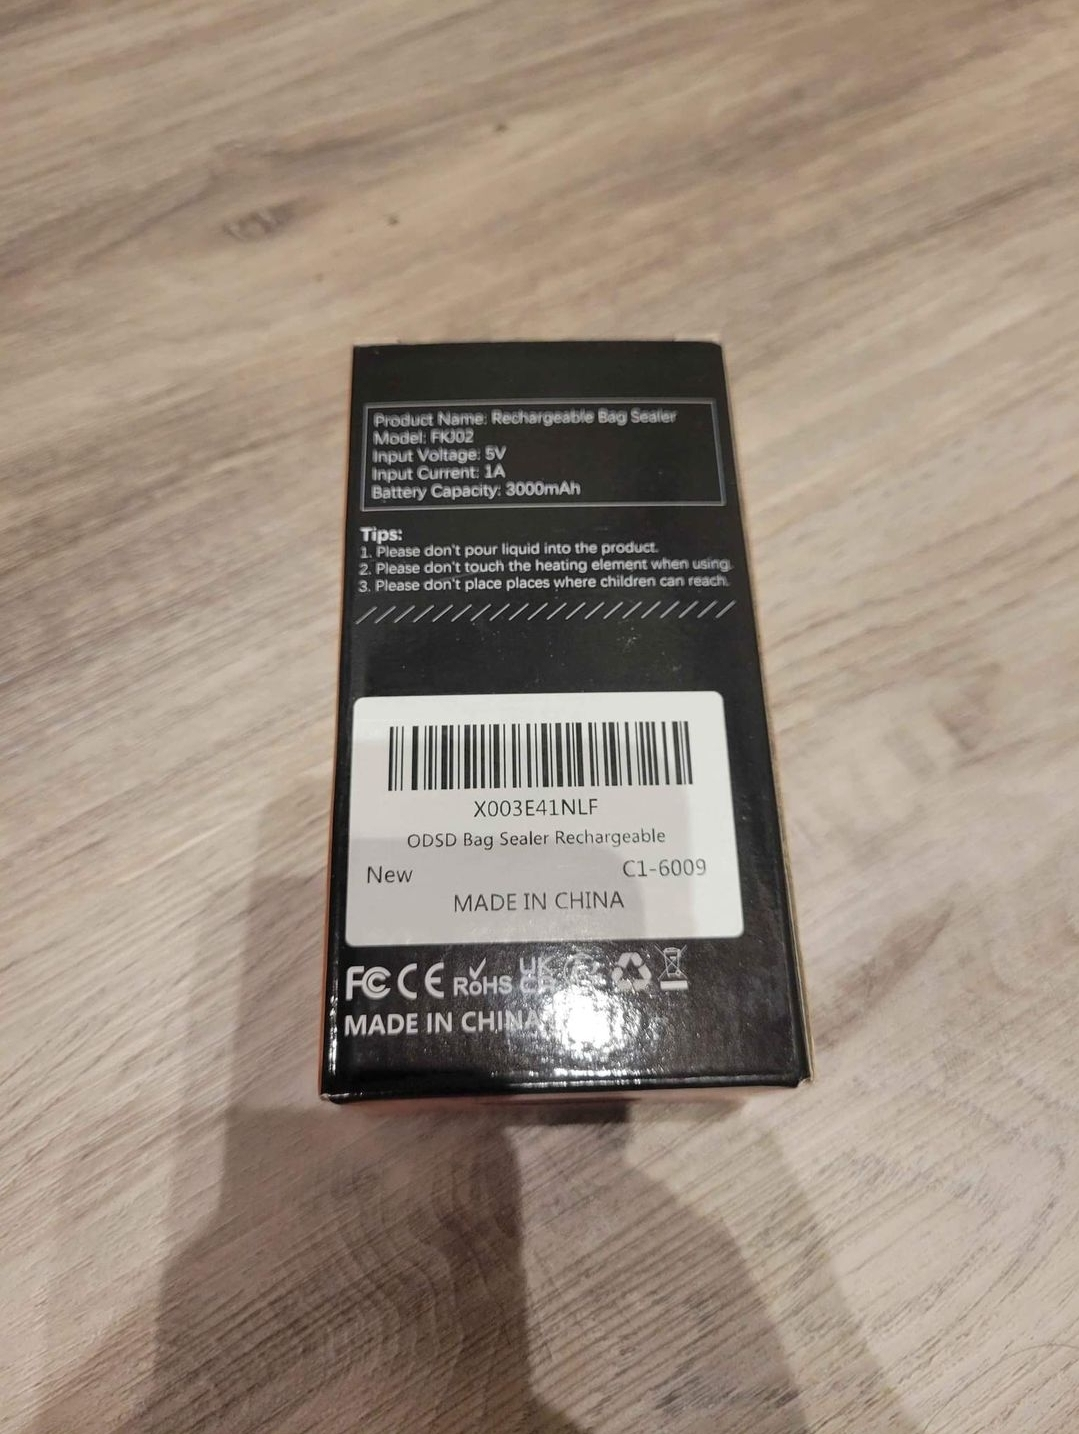 Product Name: Rechargeable Bag Sealer
Model: FKJ02
Input Voltage: 5V
Input Current: 1A
Battery Capacity: 3000mAh
Tips:
1. Please don't pour liquid into the product.
2. Please don't touch the heating element when using.
3. Please don't place places where children can reach.
X003E41NLF
ODSD Bag Sealer Rechargeable
New C1-6009
MADE IN CHINA
FC CE RoHS UK CA
MADE IN CHINA